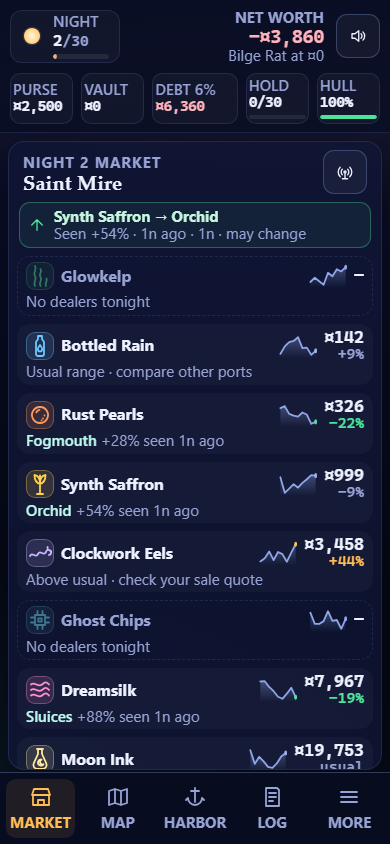 NIGHT
2/30
NET WORTH
−¤3,860
Bilge Rat at ¤0
PURSE
¤2,500
VAULT
¤0
DEBT 6%
¤6,360
HOLD
0/30
HULL
100%
NIGHT 2 MARKET
Saint Mire
Synth Saffron → Orchid
Seen +54% · 1n ago · 1n · may change
Glowkelp
–
No dealers tonight
Bottled Rain
¤142
+9%
Usual range · compare other ports
Rust Pearls
¤326
−22%
Fogmouth +28% seen 1n ago
Synth Saffron
¤999
−9%
Orchid +54% seen 1n ago
Clockwork Eels
¤3,458
+44%
Above usual · check your sale quote
Ghost Chips
–
No dealers tonight
Dreamsilk
¤7,967
−19%
Sluices +88% seen 1n ago
Moon Ink
¤19,753
usual
MARKET
MAP
HARBOR
LOG
MORE